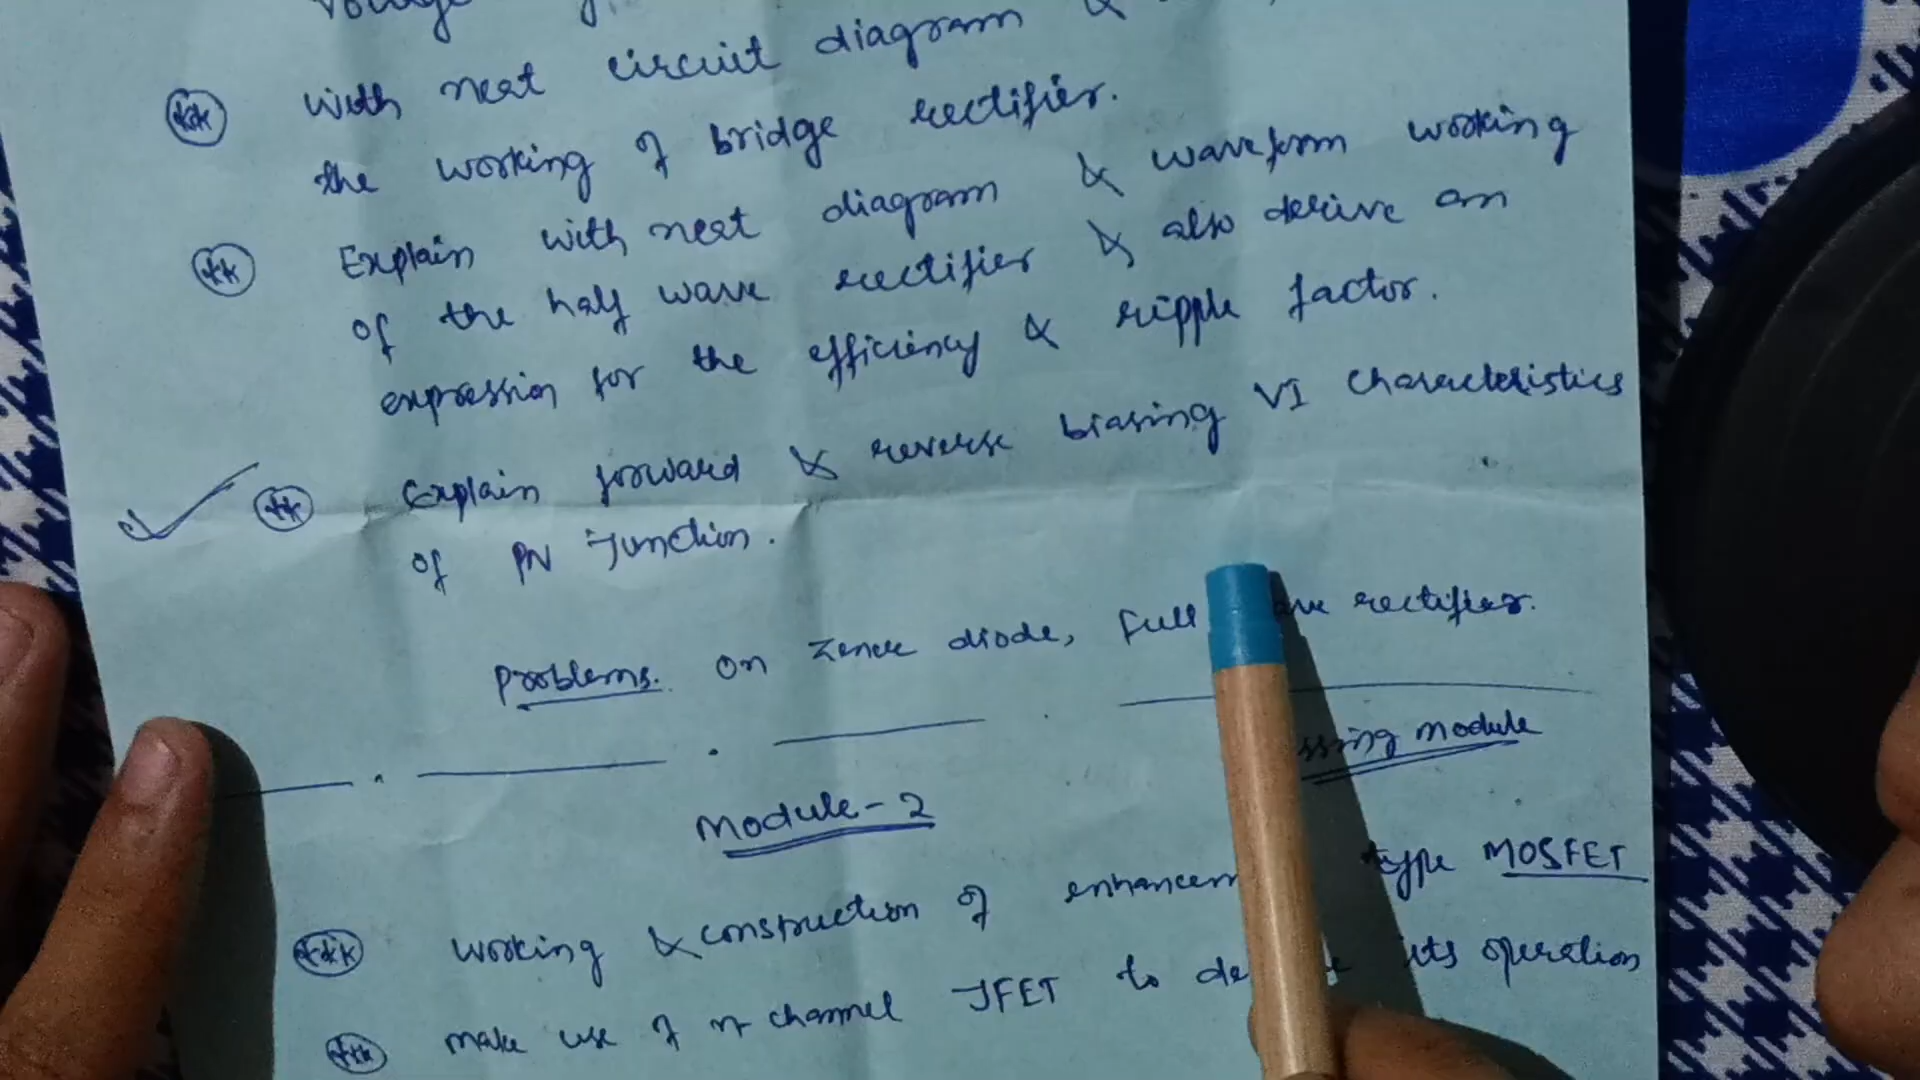 with neat circuit diagram &
the working of bridge rectifier.
Explain with neat diagram & waveform working
of the half wave rectifier & also derive an
expression for the efficiency & ripple factor.
Explain forward & reverse biasing VI characteristics
of PN Junction.
Problems. on zener diode, Full rectifier.
ssing module
Module-2
** working & construction of enhancem type MOSFET
make use of n channel JFET to its operation